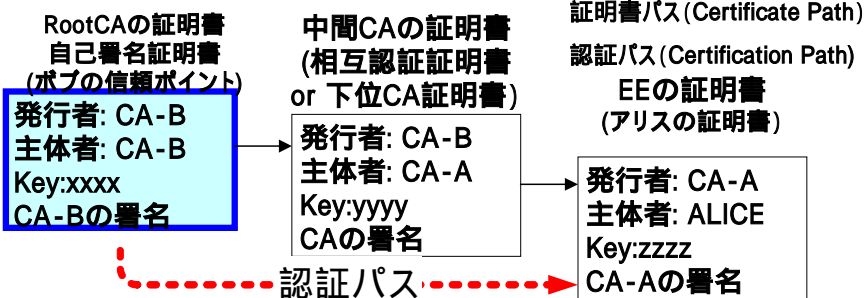 RootCAの証明書
自己署名証明書
(ボブの信頼ポイント)
発行者: CA-B
主体者: CA-B
Key:xxxx
CA-Bの署名
中間CAの証明書
(相互認証証明書
or 下位CA証明書)
発行者: CA-B
主体者: CA-A
Key:yyyy
CAの署名
証明書パス(Certificate Path)
認証パス(Certification Path)
EEの証明書
(アリスの証明書)
発行者: CA-A
主体者: ALICE
Key:zzzz
CA-Aの署名
認証パス